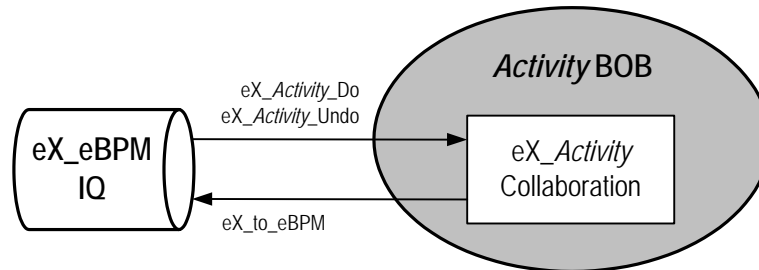 Activity BOB
eX_Activity_Do
eX_Activity_Undo
eX_eBPM
IQ
eX_Activity
Collaboration
eX_to_eBPM